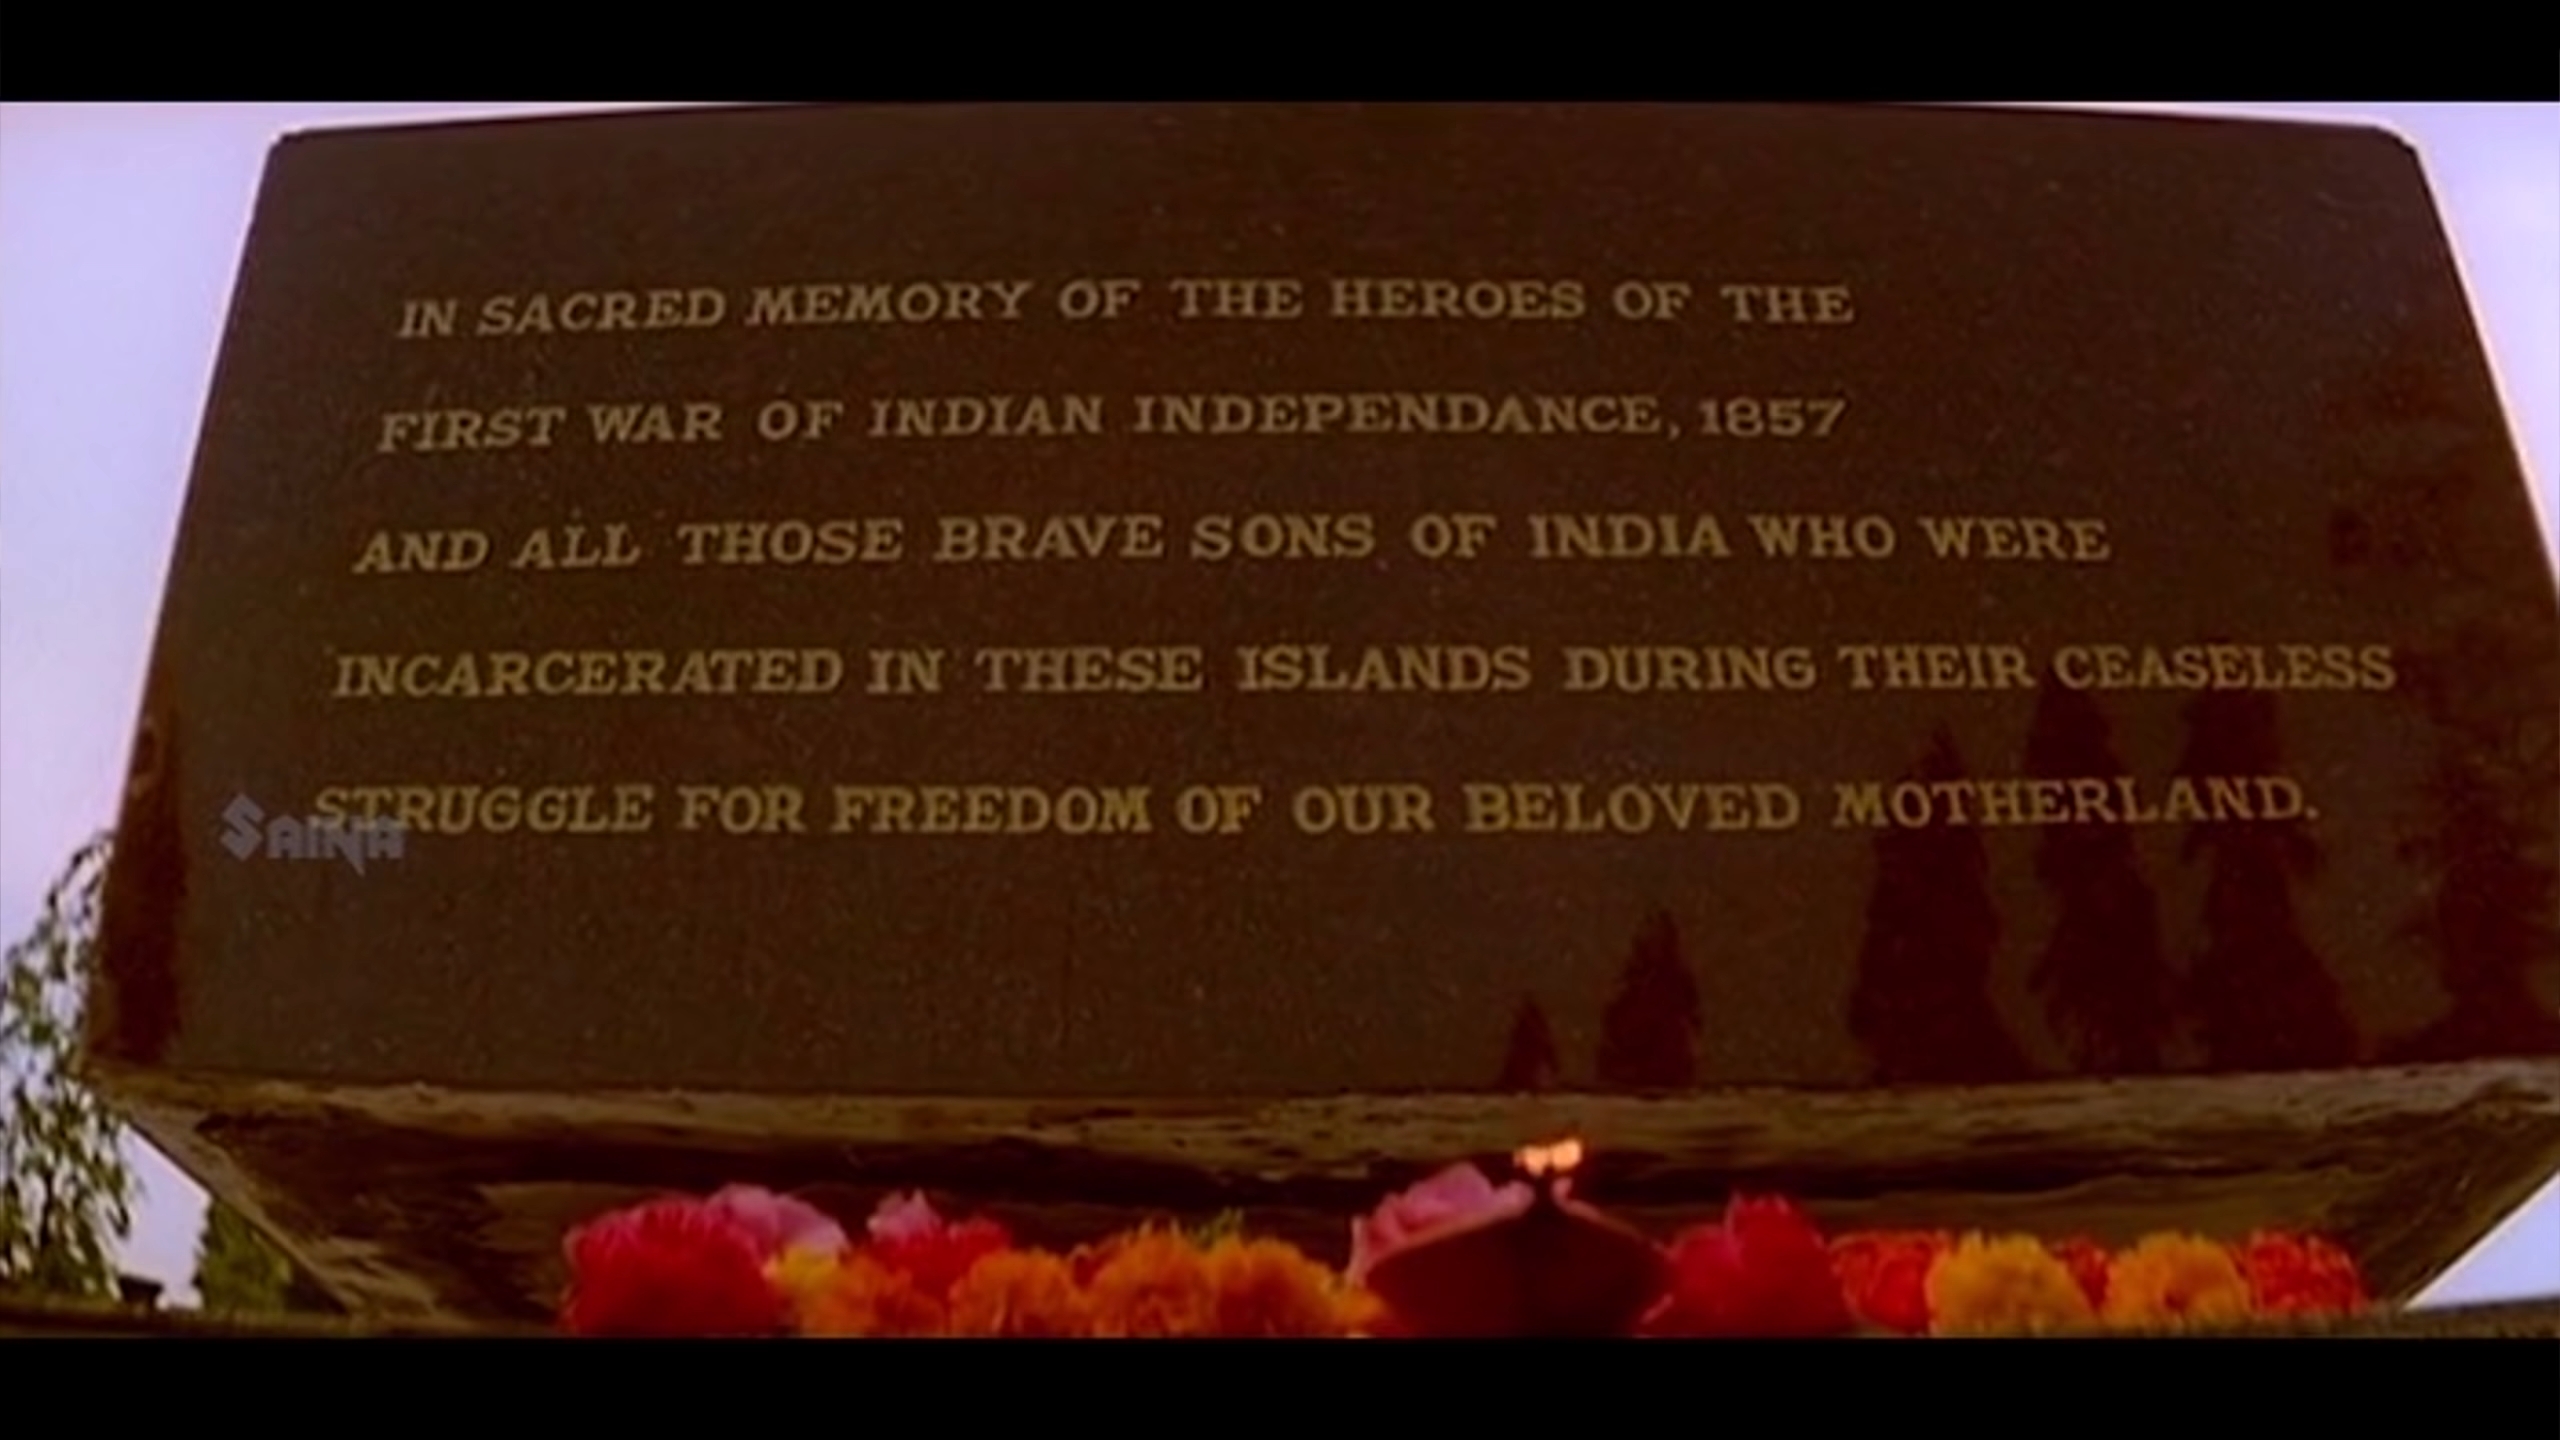 IN SACRED MEMORY OF THE HEROES OF THE
FIRST WAR OF INDIAN INDEPENDANCE, 1857
AND ALL THOSE BRAVE SONS OF INDIA WHO WERE
INCARCERATED IN THESE ISLANDS DURING THEIR CEASELESS
STRUGGLE FOR FREEDOM OF OUR BELOVED MOTHERLAND.
SAINA